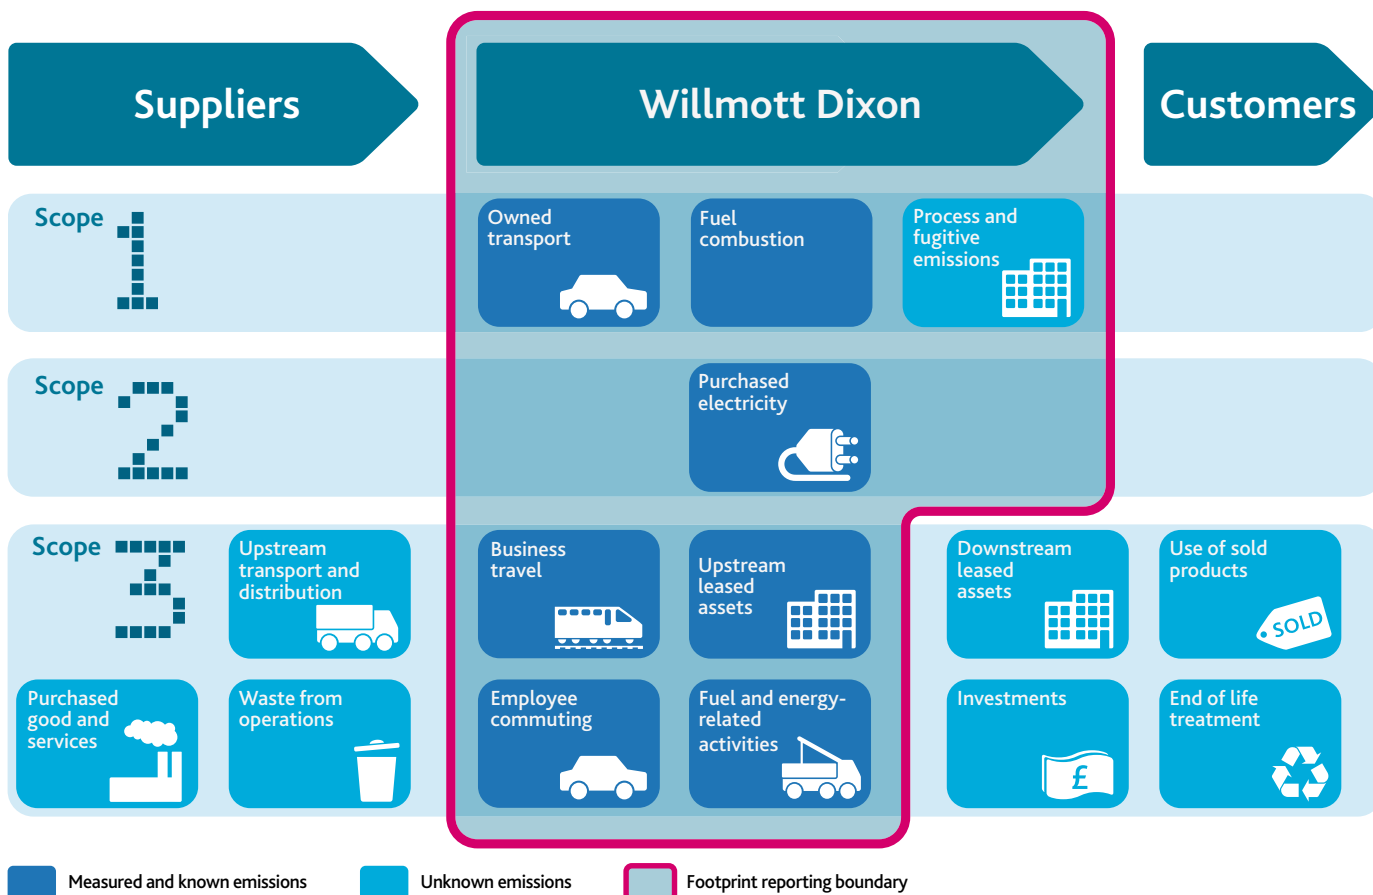 Suppliers
Willmott Dixon
Customers
Scope
1
Owned
transport
Fuel
combustion
Process and
fugitive
emissions
Scope
2
Purchased
electricity
Scope
3
Upstream
transport and
distribution
Business
travel
Upstream
leased
assets
Downstream
leased
assets
Use of sold
products
SOLD
Purchased
good and
services
Waste from
operations
Employee
commuting
Fuel and energy-
related
activities
Investments
£
End of life
treatment
Measured and known emissions
Unknown emissions
Footprint reporting boundary